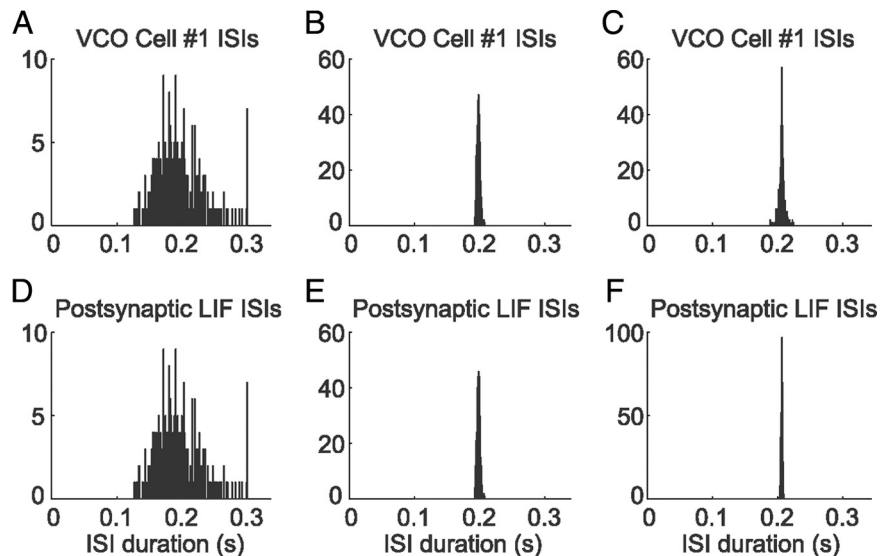 A B C
VCO Cell #1 ISIs VCO Cell #1 ISIs VCO Cell #1 ISIs
10 60 60
40 40
5
20 20
0 0 0
0 0.1 0.2 0.3 0 0.1 0.2 0.3 0 0.1 0.2 0.3
D E F
Postsynaptic LIF ISIs Postsynaptic LIF ISIs Postsynaptic LIF ISIs
10 60 100
40
5 50
20
0 0 0
0 0.1 0.2 0.3 0 0.1 0.2 0.3 0 0.1 0.2 0.3
ISI duration (s) ISI duration (s) ISI duration (s)